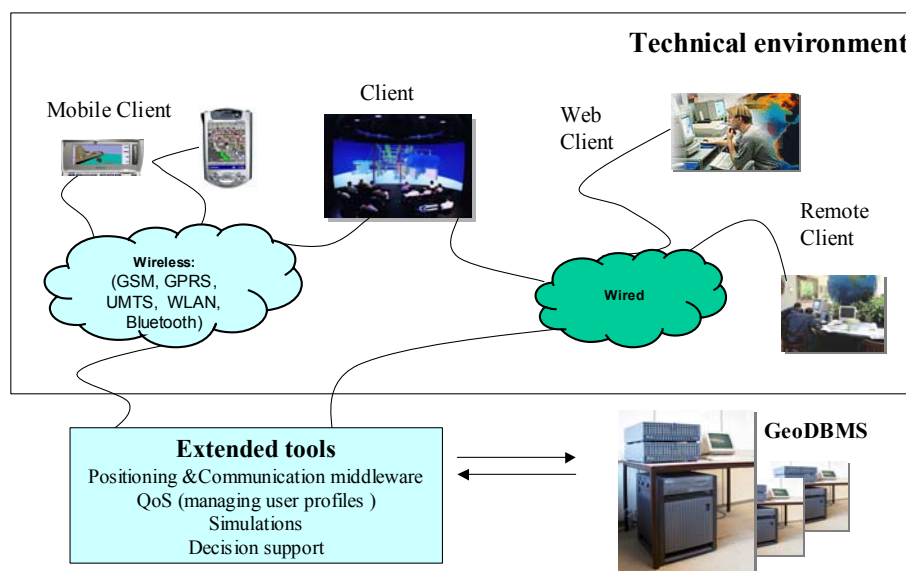 Technical environment
Mobile Client
Client
Web
Client
Remote
Client
Wireless:
(GSM, GPRS,
UMTS, WLAN,
Bluetooth)
Wired
Extended tools
Positioning &Communication middleware
QoS (managing user profiles )
Simulations
Decision support
GeoDBMS